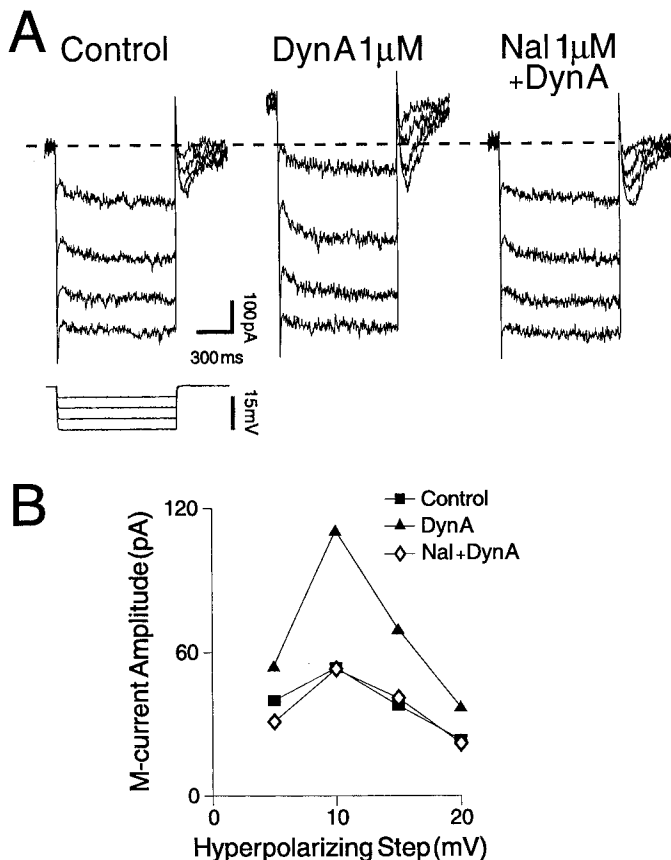 A
Control
DynA 1μM
Nal 1μM
+DynA
100pA
300ms
15mV
B
120
60
0
M-current Amplitude (pA)
Control
DynA
Nal+DynA
0
10
20
Hyperpolarizing Step (mV)